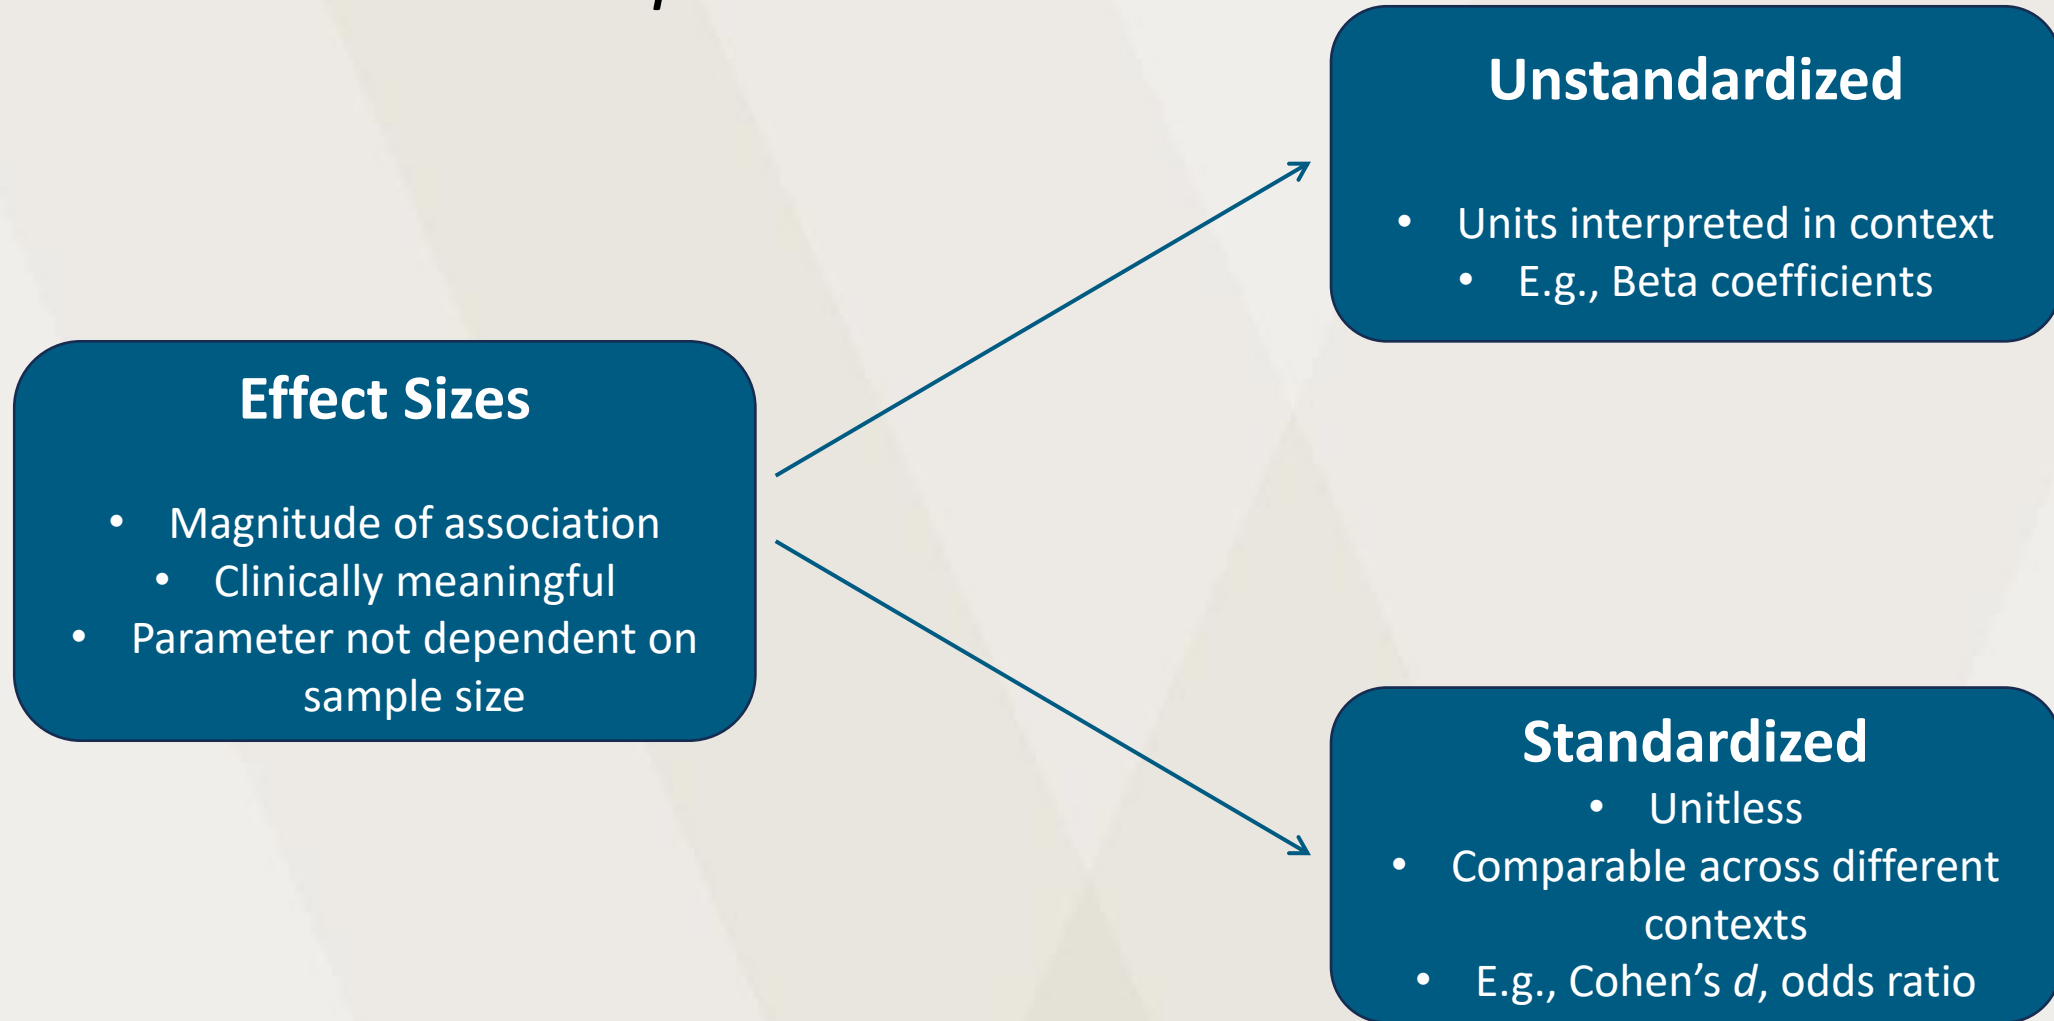 Effect Sizes
• Magnitude of association
• Clinically meaningful
• Parameter not dependent on
sample size
Unstandardized
• Units interpreted in context
• E.g., Beta coefficients
Standardized
• Unitless
• Comparable across different
contexts
• E.g., Cohen’s d, odds ratio